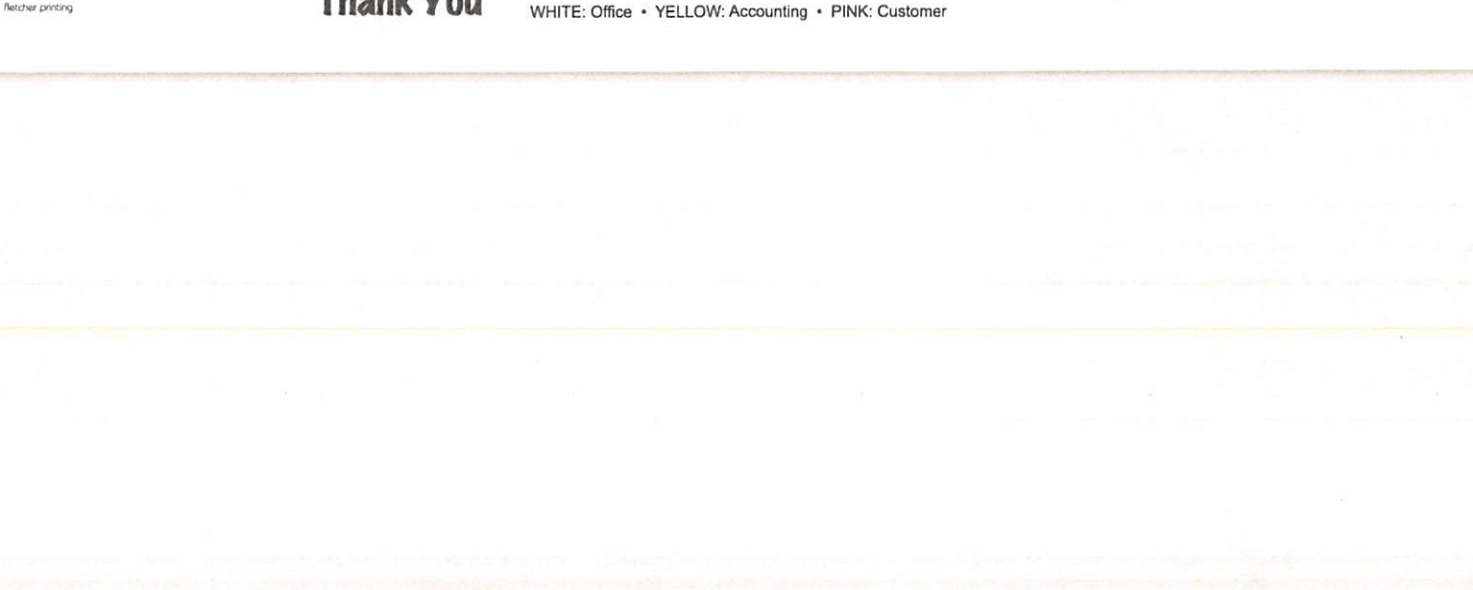 fletcher printing
Thank You
WHITE: Office • YELLOW: Accounting • PINK: Customer